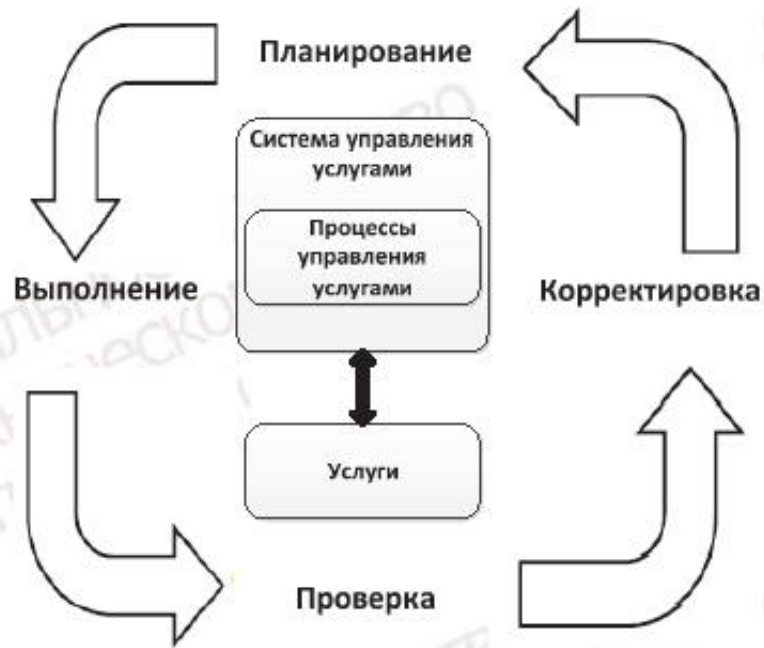 Планирование
Система управления
услугами
Процессы
управления
услугами
Выполнение
Корректировка
Услуги
Проверка